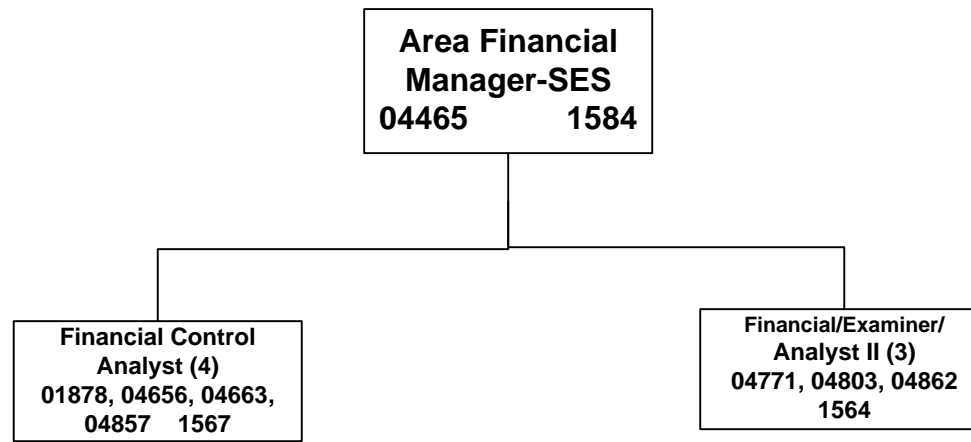 Area Financial
Manager-SES
04465 1584
Financial Control
Analyst (4)
01878, 04656, 04663,
04857 1567
Financial/Examiner/
Analyst II (3)
04771, 04803, 04862
1564